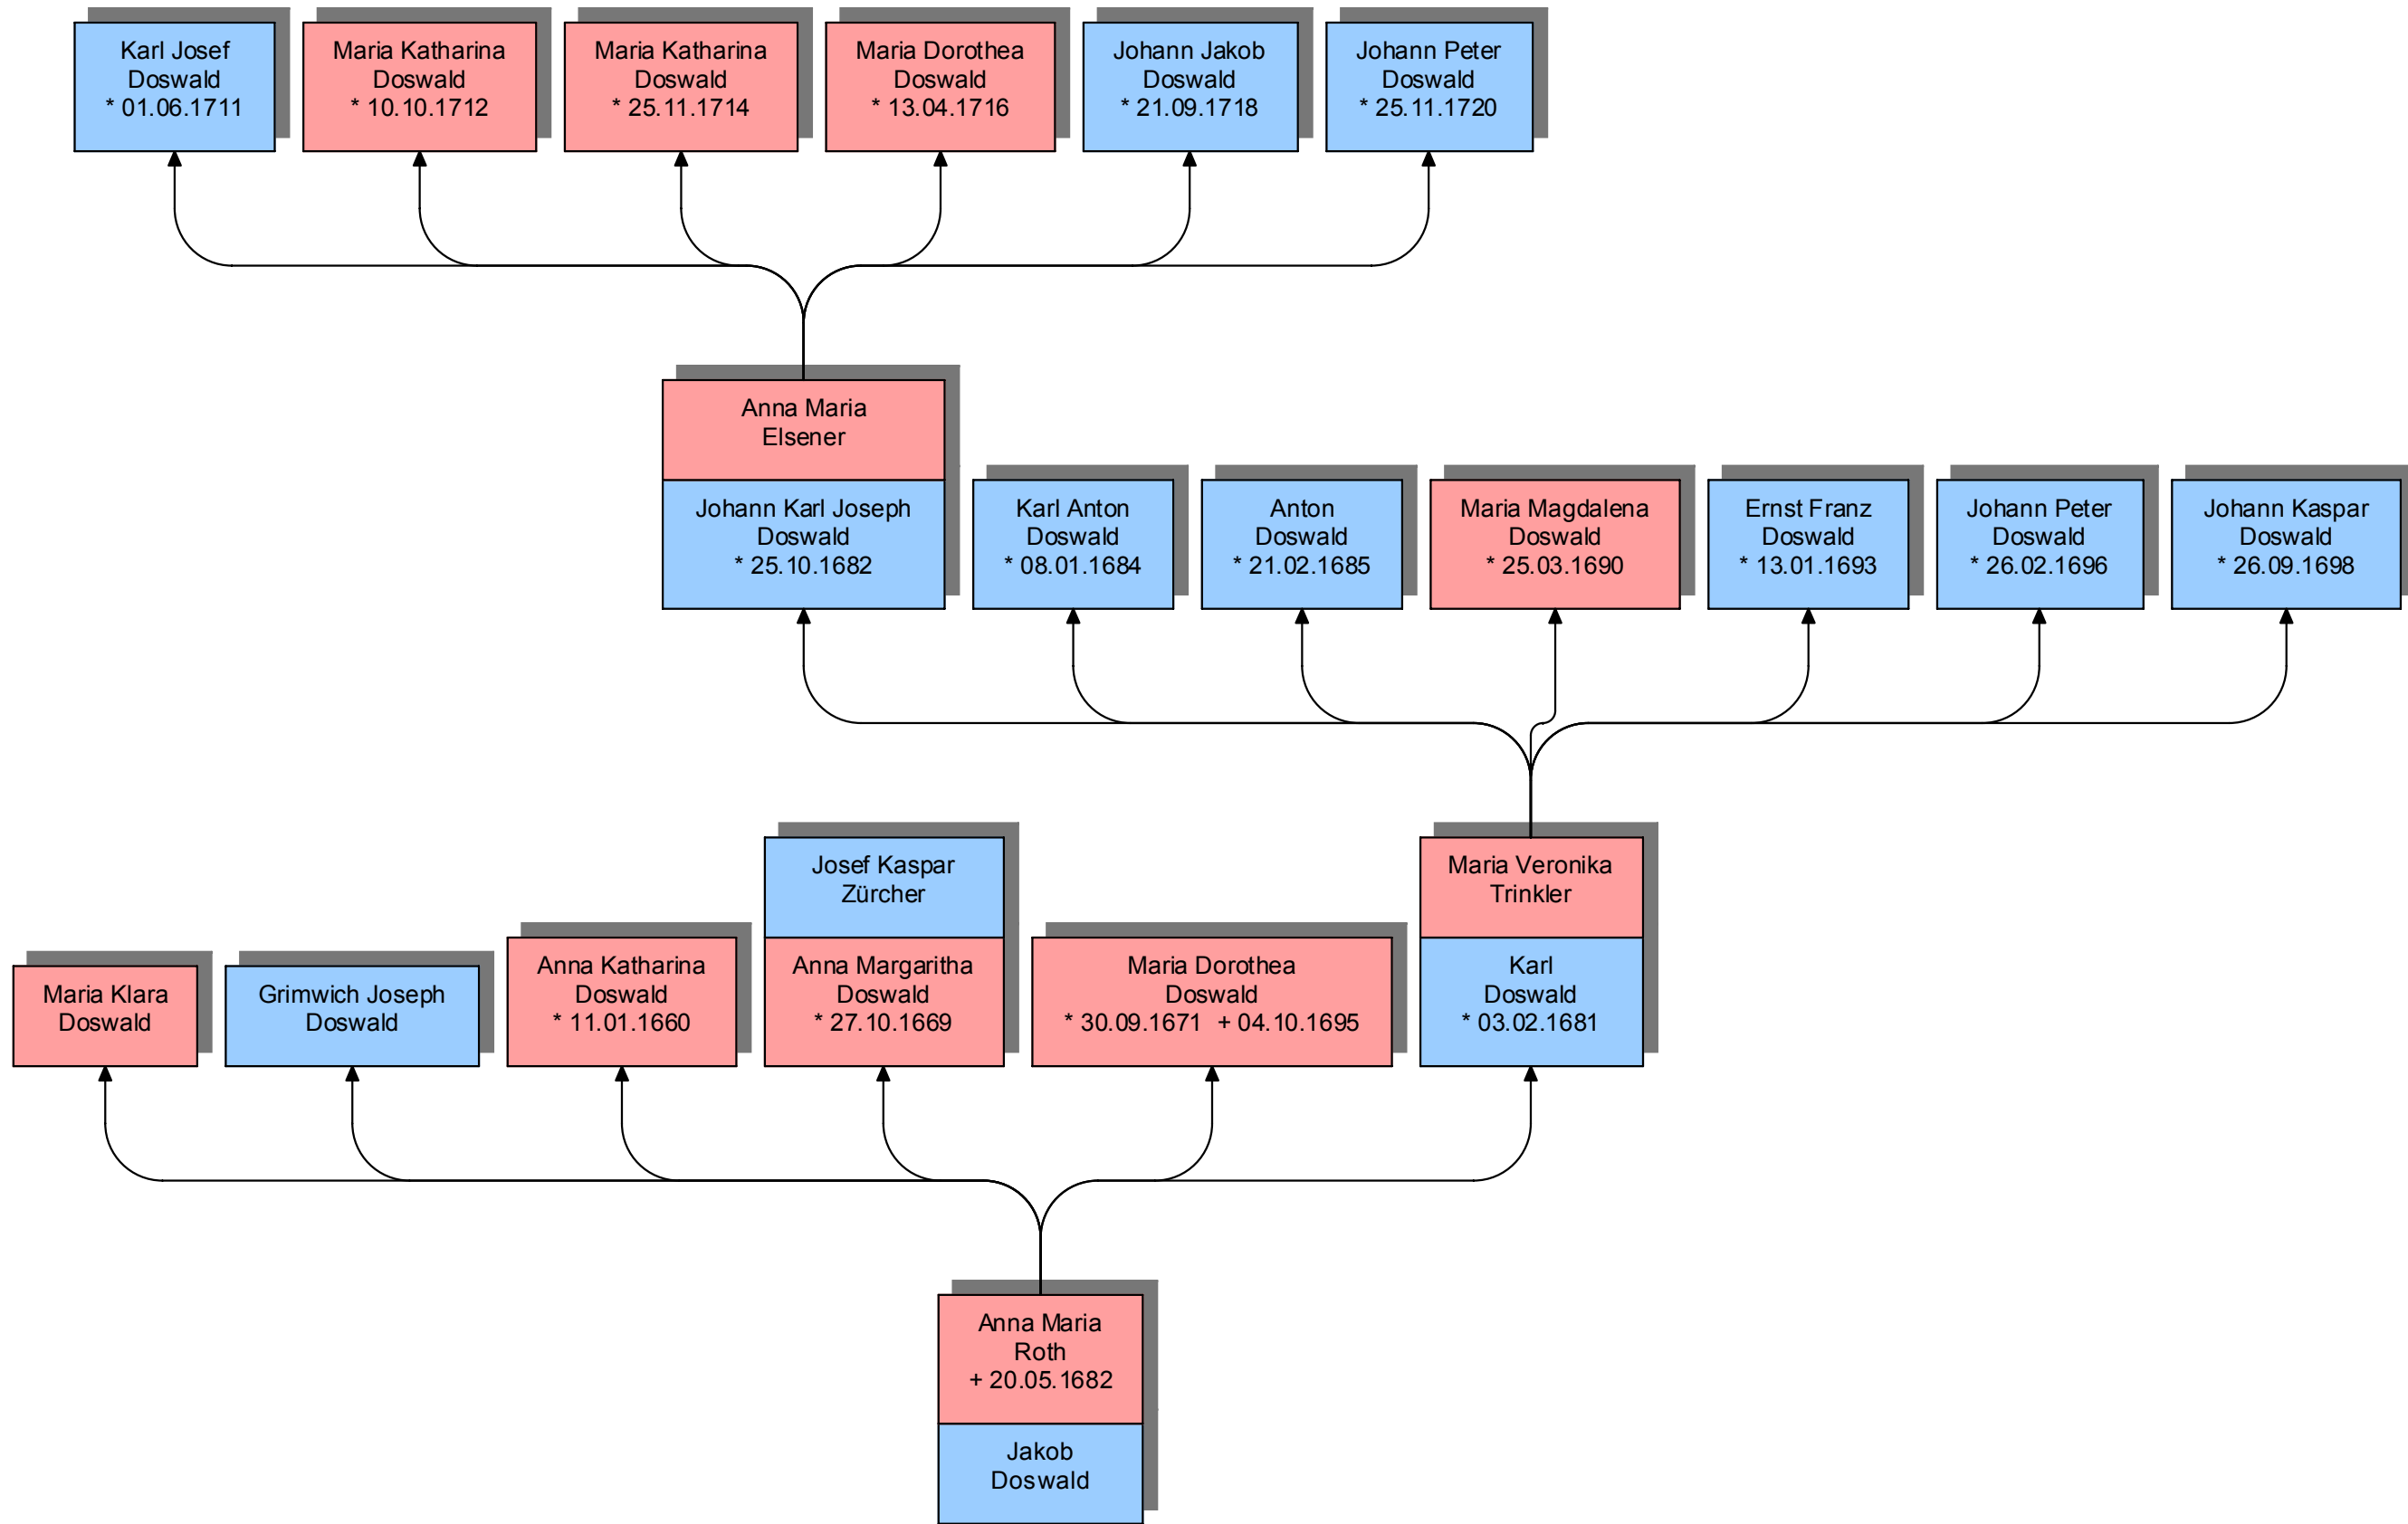 Karl Josef
Doswald
* 01.06.1711
Maria Katharina
Doswald
* 10.10.1712
Maria Katharina
Doswald
* 25.11.1714
Maria Dorothea
Doswald
* 13.04.1716
Johann Jakob
Doswald
* 21.09.1718
Johann Peter
Doswald
* 25.11.1720
Anna Maria
Elsener
Johann Karl Joseph
Doswald
* 25.10.1682
Karl Anton
Doswald
* 08.01.1684
Anton
Doswald
* 21.02.1685
Maria Magdalena
Doswald
* 25.03.1690
Ernst Franz
Doswald
* 13.01.1693
Johann Peter
Doswald
* 26.02.1696
Johann Kaspar
Doswald
* 26.09.1698
Maria Klara
Doswald
Grimwich Joseph
Doswald
Anna Katharina
Doswald
* 11.01.1660
Josef Kaspar
Zürcher
Anna Margaritha
Doswald
* 27.10.1669
Maria Dorothea
Doswald
* 30.09.1671 + 04.10.1695
Maria Veronika
Trinkler
Karl
Doswald
* 03.02.1681
Anna Maria
Roth
+ 20.05.1682
Jakob
Doswald